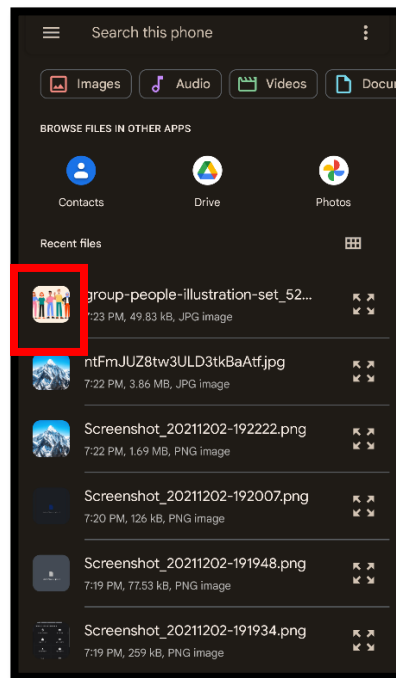 Search this phone
Images
Audio
Videos
Docu
BROWSE FILES IN OTHER APPS
Contacts
Drive
Photos
Recent files
group-people-illustration-set_52...
7:23 PM, 49.83 kB, JPG image
ntFmJUZ8tw3ULD3tkBaAtf.jpg
7:22 PM, 3.86 MB, JPG image
Screenshot_20211202-192222.png
7:22 PM, 1.69 MB, PNG image
Screenshot_20211202-192007.png
7:20 PM, 126 kB, PNG image
Screenshot_20211202-191948.png
7:19 PM, 77.53 kB, PNG image
Screenshot_20211202-191934.png
7:19 PM, 259 kB, PNG image